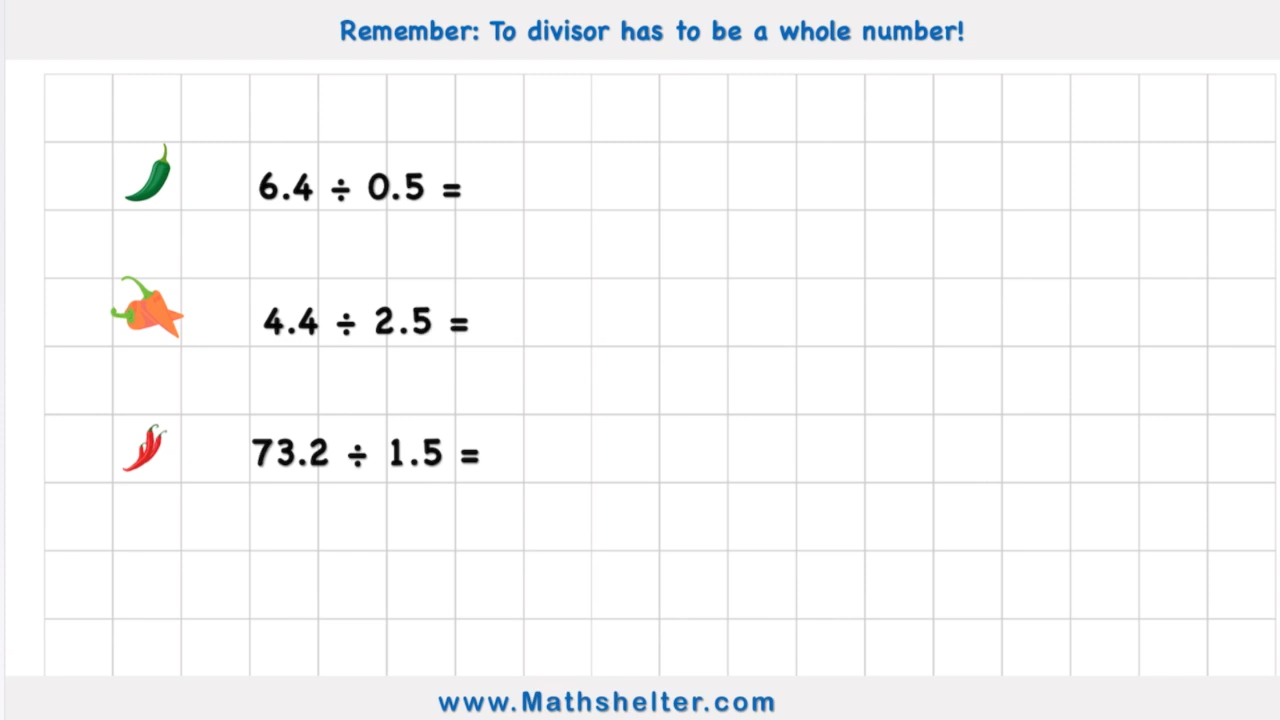 Remember: To divisor has to be a whole number!
6.4 ÷ 0.5 =
4.4 ÷ 2.5 =
73.2 ÷ 1.5 =
www.Mathshelter.com